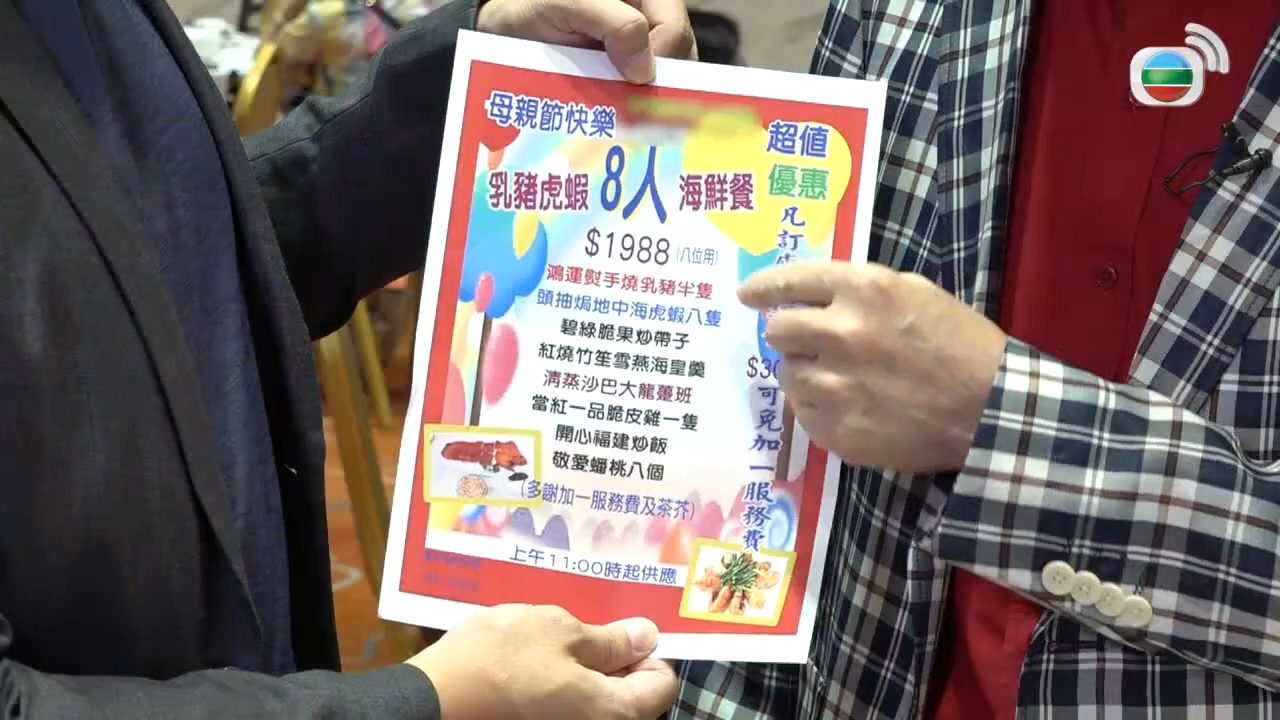 母親節快樂
超值
優惠
乳豬虎蝦 8人 海鮮餐
$1988 (八位用)
鴻運熨手燒乳豬半隻
頭抽焗地中海虎蝦八隻
碧綠脆果炒帶子
紅燒竹笙雪燕海皇羹
清蒸沙巴大龍躉班
當紅一品脆皮雞一隻
開心福建炒飯
敬愛蟠桃八個
(多謝加一服務費及茶芥)
上午11:00時起供應
凡訂
$30
可免加一服務費